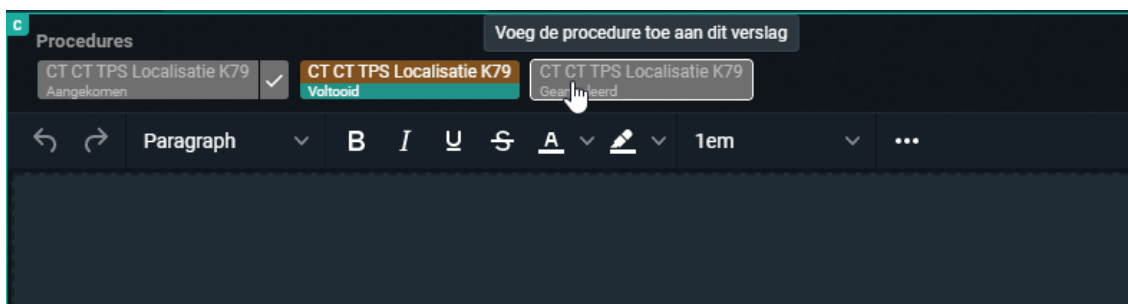 C
Procedures
Voeg de procedure toe aan dit verslag
CT CT TPS Localisatie K79
Aangekomen
CT CT TPS Localisatie K79
Voltooid
CT CT TPS Localisatie K79
Paragraph
B I U S A
1em